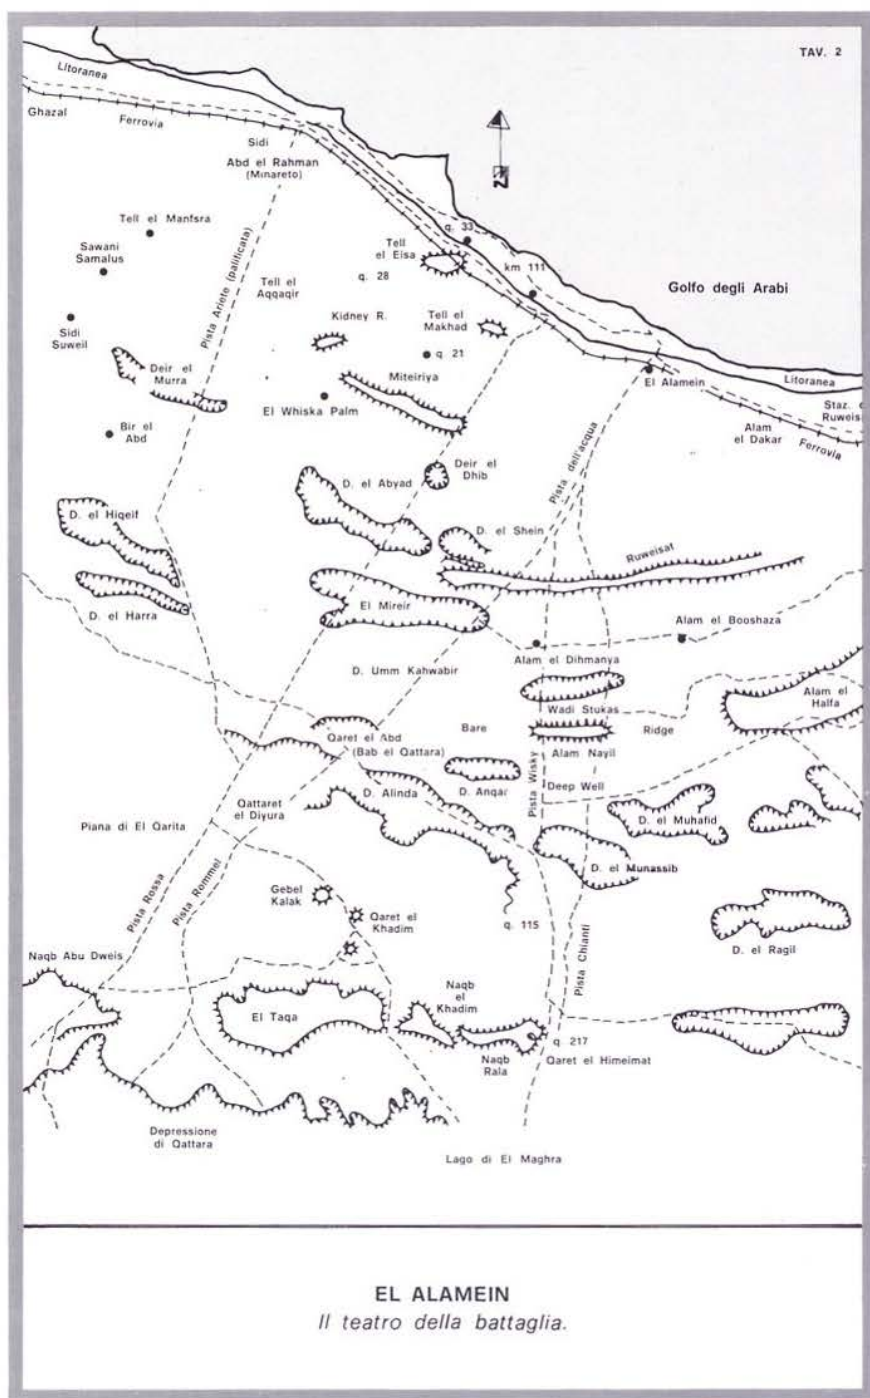 TAV. 2
Litoranea
Ghazal
Ferrovia
Sidi
Abd el Rahman
(Minareto)
N
Golfo degli Arabi
Tell el Manfsra
Sawani
Samalus
Sidi
Suweil
Pista Ariete (palificata)
Tell el
Aqqaqir
q. 28
Tell
el Eisa
q. 33
km 111
Kidney R.
Tell el
Makhad
q. 21
Deir el
Murra
Miteiriya
El Whiska Palm
Bir el
Abd
El Alamein
Litoranea
Staz.
Ruweis
Alam
el Dakar
Ferrovia
Pista dell'acqua
Deir el
Dhib
D. el Abyad
D. el Hiqeif
D. el Shein
Ruweisat
D. el Harra
El Mireir
Alam el Booshaza
Alam el Dihmanya
D. Umm Kahwabir
Wadi Stukas
Alam el
Halfa
Bare
Ridge
Qaret el Abd
(Bab el Qattara)
Alam Nayil
Pista Wisky
Deep Well
D. Alinda
D. Anqar
D. el Muhafid
Qattaret
el Diyura
Piana di El Qarita
D. el Munassib
Pista Rossa
Pista Rommel
Gebel
Kalak
Qaret el
Khadim
q. 115
D. el Ragil
Pista Chianti
Naqb Abu Dweis
Naqb
el
Khadim
El Taqa
Naqb
Rala
q. 217
Qaret el Himeimat
Depressione
di Qattara
Lago di El Maghra
EL ALAMEIN
Il teatro della battaglia.